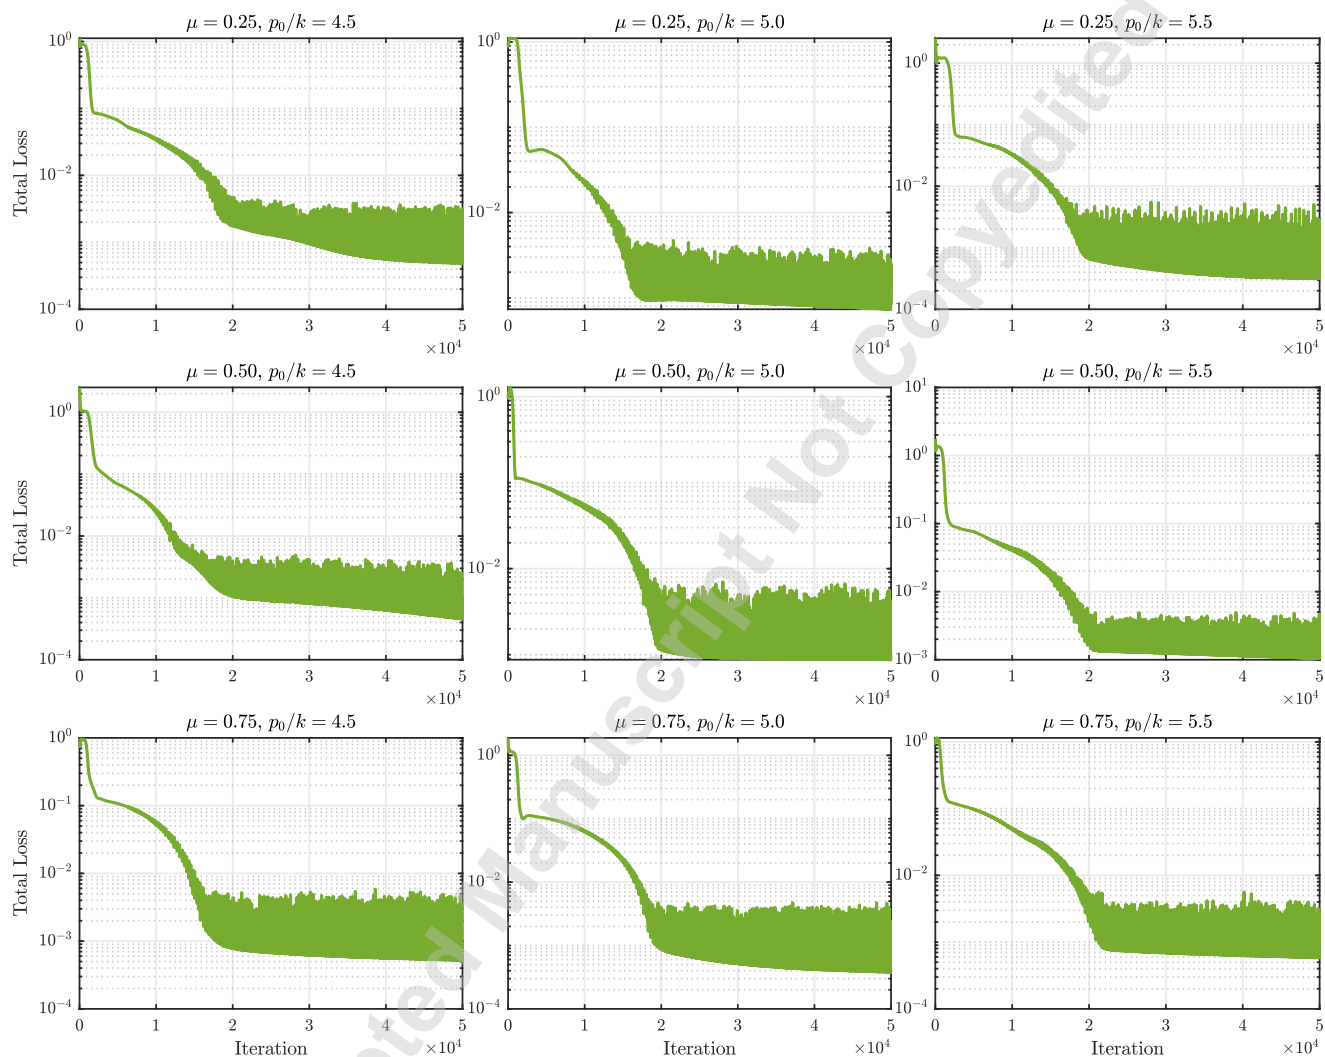 μ = 0.25, p₀/k = 4.5
μ = 0.25, p₀/k = 5.0
μ = 0.25, p₀/k = 5.5
Total Loss
10⁰
10⁻²
10⁻⁴
0 1 2 3 4 5
×10⁴
10⁰
10⁻²
0 1 2 3 4 5
×10⁴
10⁰
10⁻²
10⁻⁴
0 1 2 3 4 5
×10⁴
μ = 0.50, p₀/k = 4.5
μ = 0.50, p₀/k = 5.0
μ = 0.50, p₀/k = 5.5
Total Loss
10⁰
10⁻²
10⁻⁴
0 1 2 3 4 5
×10⁴
10⁰
10⁻²
0 1 2 3 4 5
×10⁴
10¹
10⁰
10⁻¹
10⁻²
10⁻³
0 1 2 3 4 5
×10⁴
μ = 0.75, p₀/k = 4.5
μ = 0.75, p₀/k = 5.0
μ = 0.75, p₀/k = 5.5
Total Loss
10⁰
10⁻¹
10⁻²
10⁻³
10⁻⁴
0 1 2 3 4 5
Iteration
×10⁴
10⁰
10⁻²
10⁻⁴
0 1 2 3 4 5
Iteration
×10⁴
10⁰
10⁻²
10⁻⁴
0 1 2 3 4 5
Iteration
×10⁴
oted Manuscript Not Copyedited